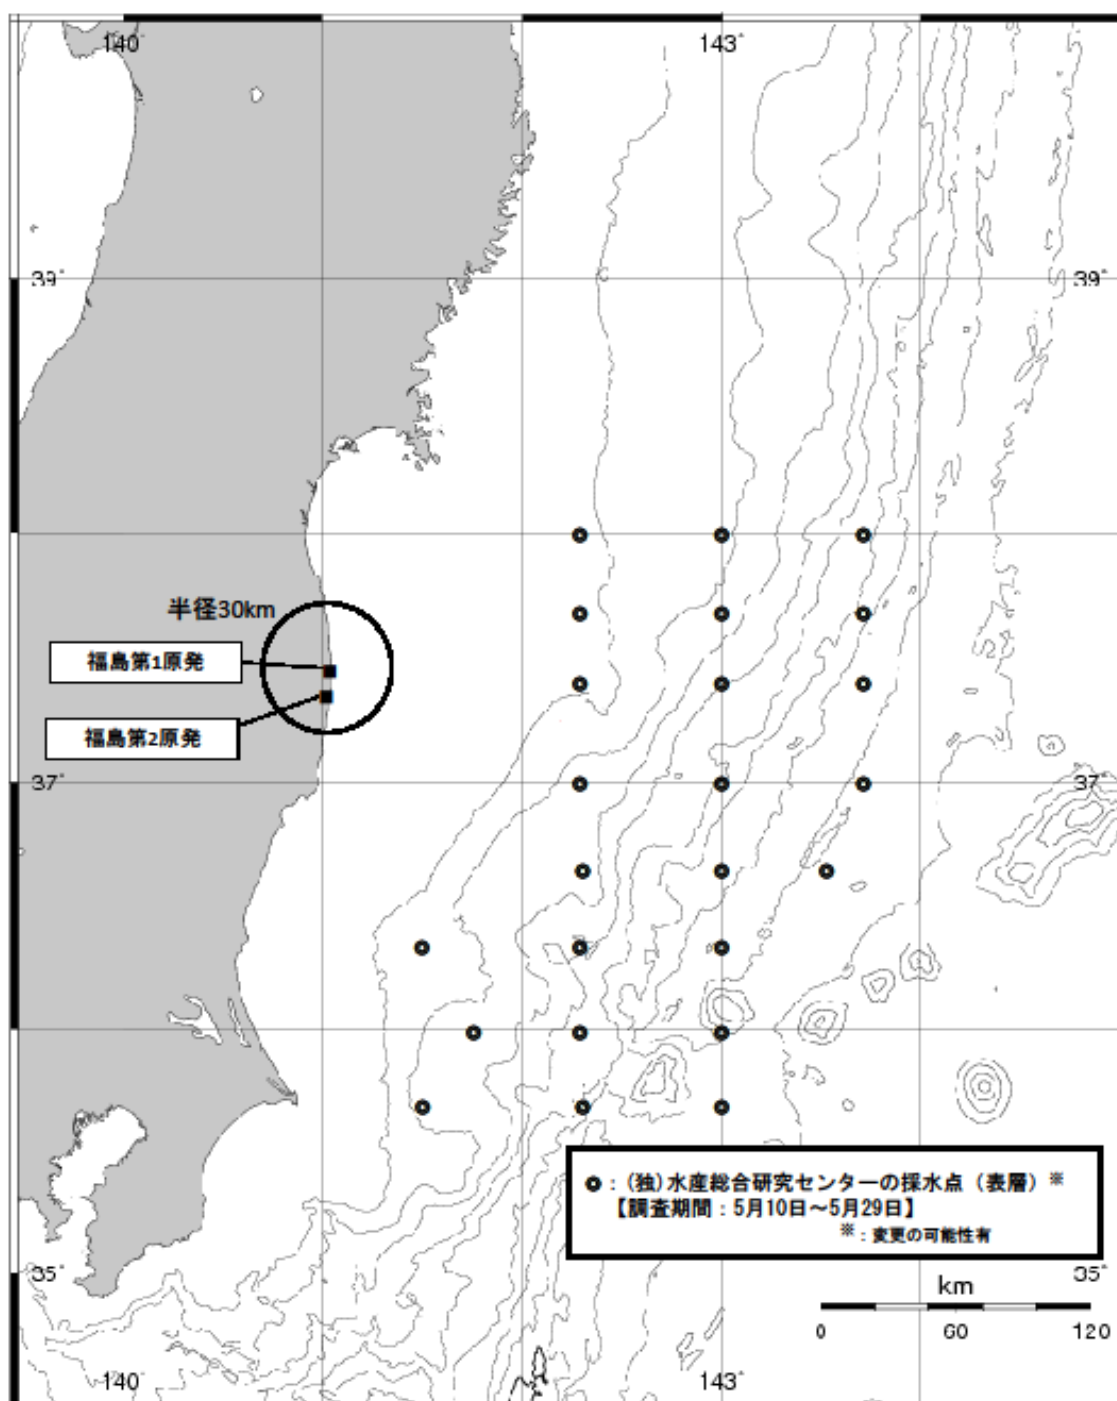 140°
143°
39°
39°
半径30km
福島第1原発
福島第2原発
37°
37°
：(独)水産総合研究センターの採水点（表層）※
【調査期間：5月10日～5月29日】
※：変更の可能性有
35°
35°
km
0 60 120
140°
143°